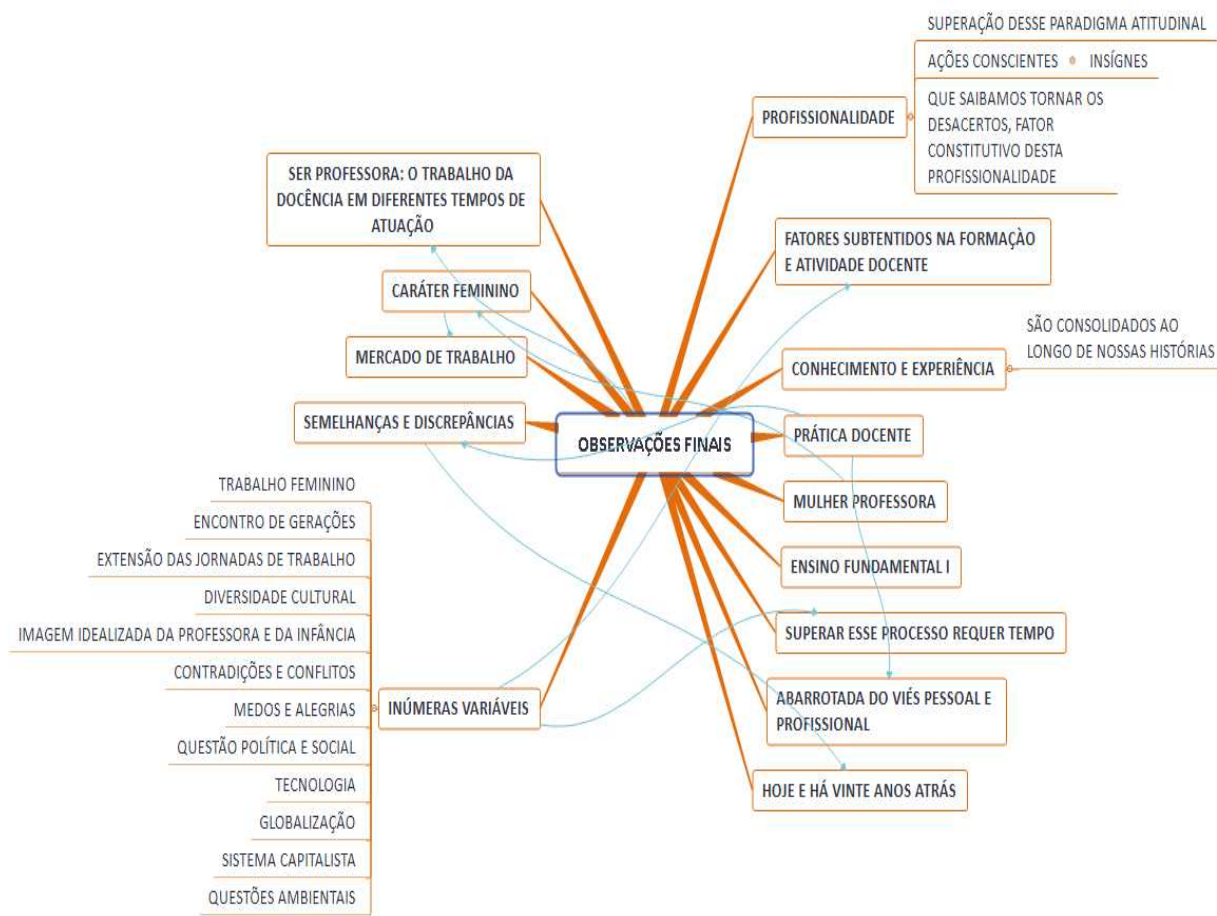 SUPERAÇÃO DESSE PARADIGMA ATITUDINAL
AÇÕES CONSCIENTES
INSÍGNES
PROFISSIONALIDADE
QUE SAIBAMOS TORNAR OS
DESACERTOS, FATOR
CONSTITUTIVO DESTA
PROFISSIONALIDADE
SER PROFESSORA: O TRABALHO DA
DOCÊNCIA EM DIFERENTES TEMPOS DE
ATUAÇÃO
FATORES SUBTENTIDOS NA FORMAÇÀO
E ATIVIDADE DOCENTE
CARÁTER FEMININO
MERCADO DE TRABALHO
SÃO CONSOLIDADOS AO
LONGO DE NOSSAS HISTÓRIAS
CONHECIMENTO E EXPERIÊNCIA
SEMELHANÇAS E DISCREPÂNCIAS
OBSERVAÇÕES FINAIS
PRÁTICA DOCENTE
MULHER PROFESSORA
ENSINO FUNDAMENTAL I
SUPERAR ESSE PROCESSO REQUER TEMPO
ABARROTADA DO VIÉS PESSOAL E
PROFISSIONAL
HOJE E HÁ VINTE ANOS ATRÁS
TRABALHO FEMININO
ENCONTRO DE GERAÇÕES
EXTENSÃO DAS JORNADAS DE TRABALHO
DIVERSIDADE CULTURAL
IMAGEM IDEALIZADA DA PROFESSORA E DA INFÂNCIA
CONTRADIÇÕES E CONFLITOS
MEDOS E ALEGRIAS
INÚMERAS VARIÁVEIS
QUESTÃO POLÍTICA E SOCIAL
TECNOLOGIA
GLOBALIZAÇÃO
SISTEMA CAPITALISTA
QUESTÕES AMBIENTAIS